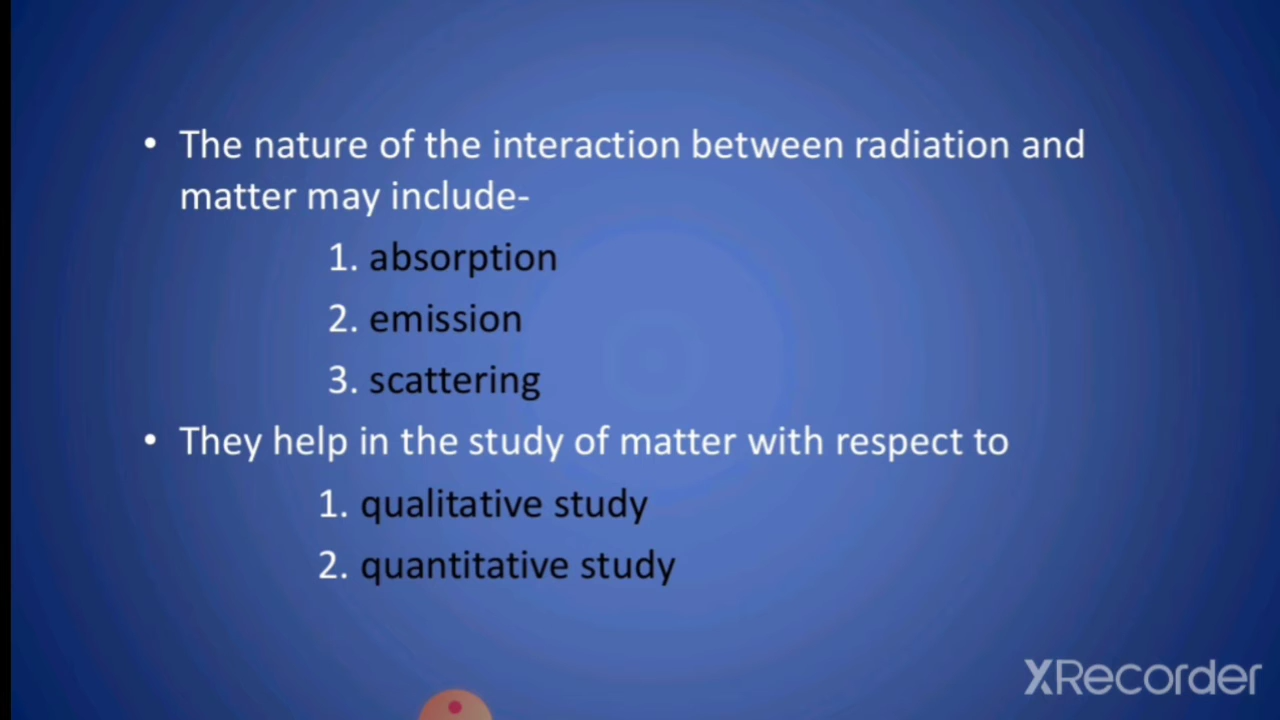 • The nature of the interaction between radiation and
matter may include-
1. absorption
2. emission
3. scattering
• They help in the study of matter with respect to
1. qualitative study
2. quantitative study
XRecorder